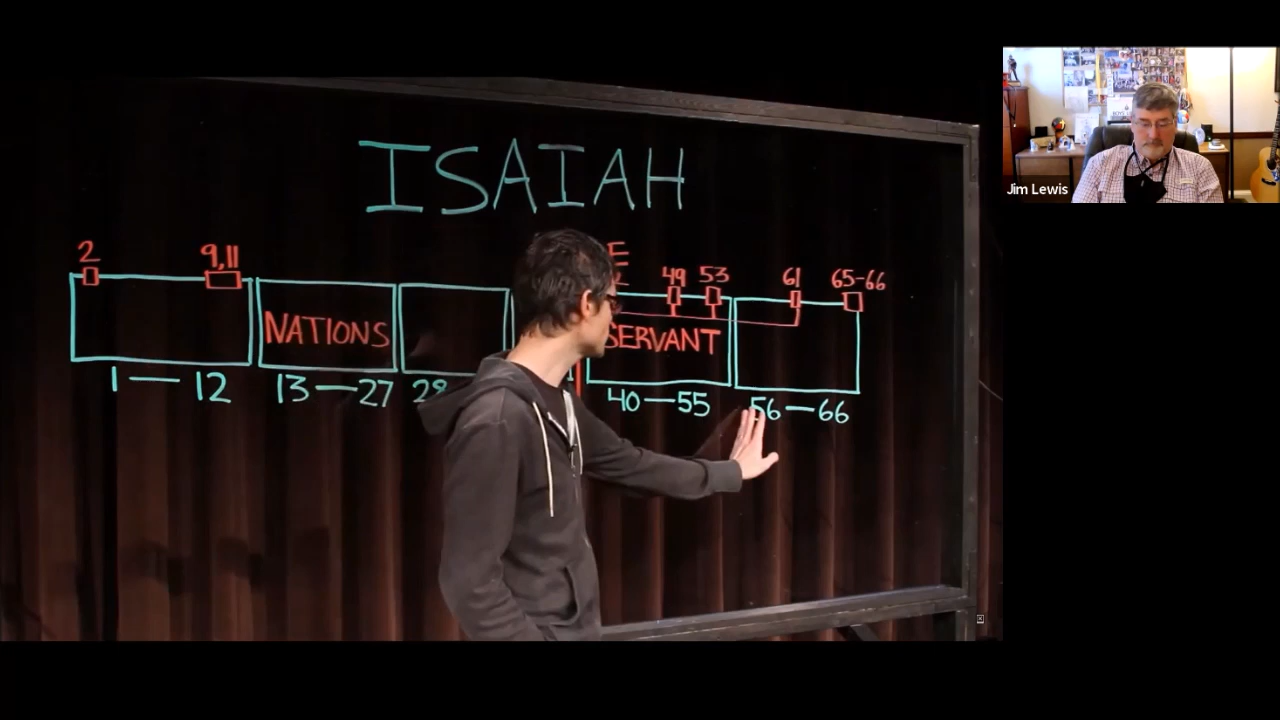 ISAIAH
2
9,11
49
53
61
65-66
NATIONS
SERVANT
1 — 12
13 — 27
28
40 — 55
56 — 66
Jim Lewis